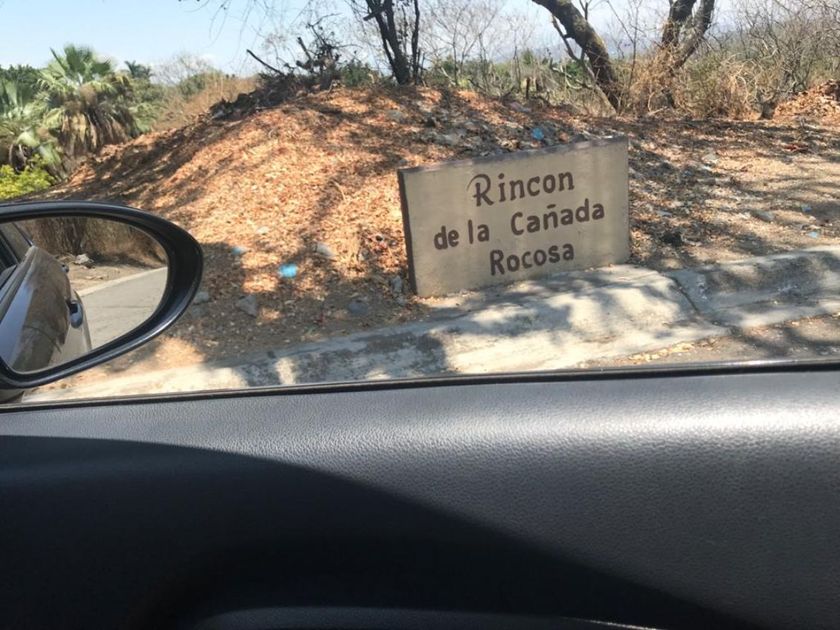 Rincon
de la Cañada
Rocosa